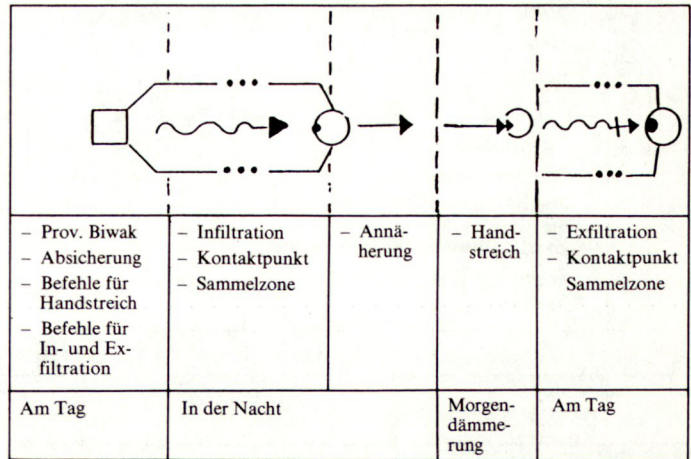 – Prov. Biwak
– Absicherung
– Befehle für
Handstreich
– Befehle für
In- und Ex-
filtration
– Infiltration
– Kontaktpunkt
– Sammelzone
– Annä-
herung
– Hand-
streich
– Exfiltration
– Kontaktpunkt
Sammelzone
Am Tag
In der Nacht
Morgen-
dämme-
rung
Am Tag